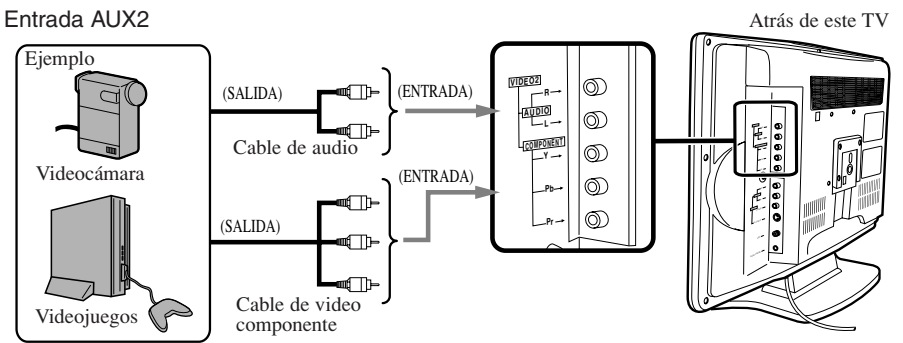 Entrada AUX2
Atrás de este TV
Ejemplo
(SALIDA)
(ENTRADA)
VIDEO2
R
AUDIO
L
COMPONENT
Y
Pb
Pr
Cable de audio
Videocámara
(ENTRADA)
(SALIDA)
Videojuegos
Cable de video
componente